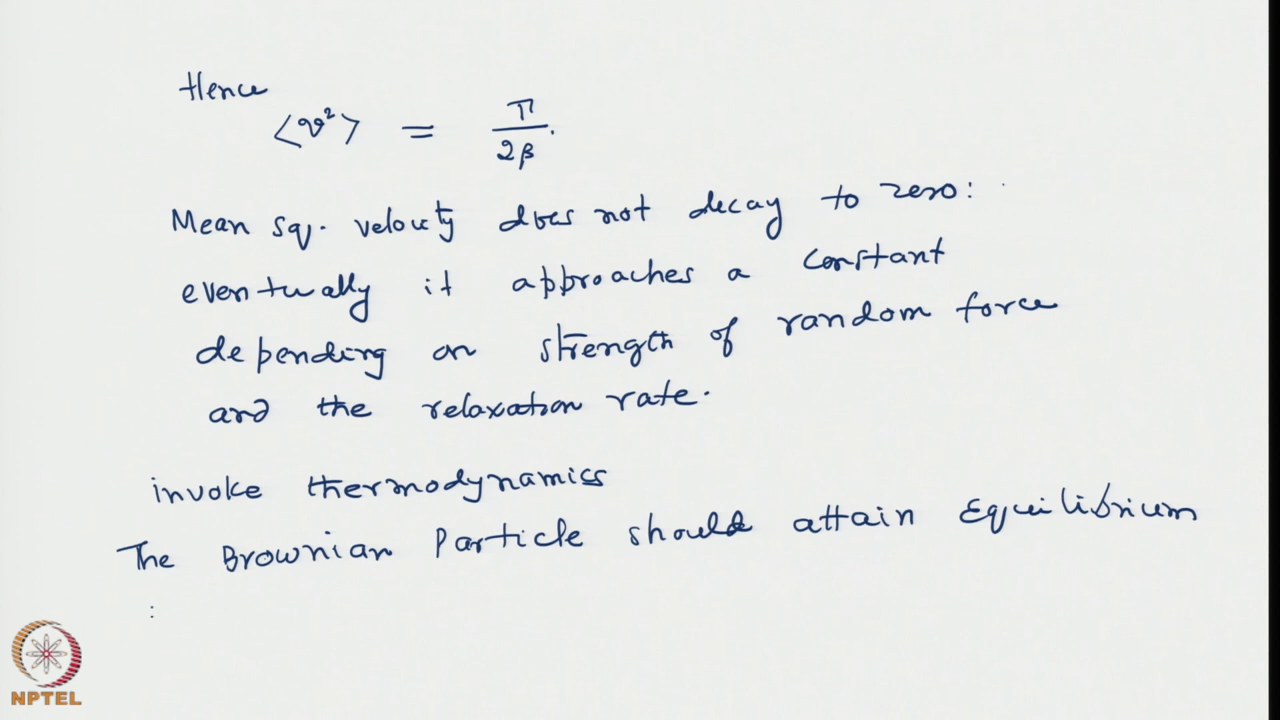 Hence
⟨v²⟩ = Γ/2β.
Mean sq. velocity does not decay to zero:
eventually it approaches a constant
depending on strength of random force
and the relaxation rate.
invoke thermodynamics
The Brownian Particle should attain Equilibrium
:
NPTEL